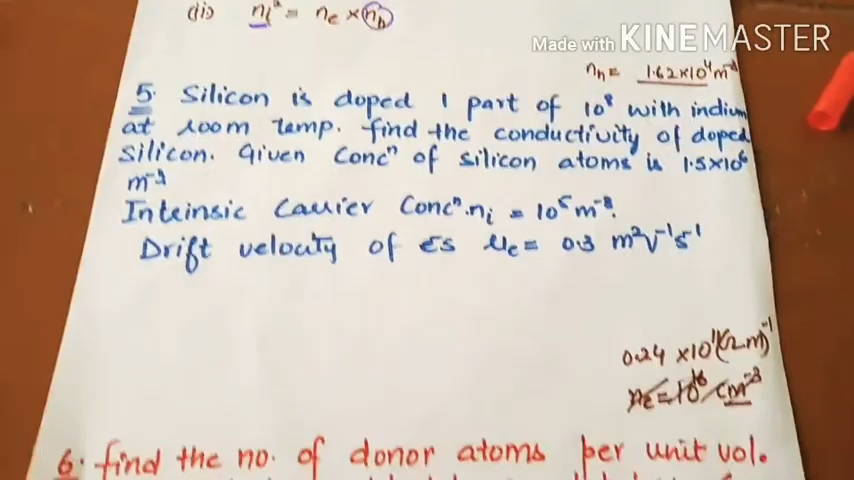 (ii) ni² = ne × nh
Made with KINEMASTER
nh = 1.62×10⁴m⁻³
5. Silicon is doped 1 part of 10⁸ with indium
at room temp. find the conductivity of doped
Silicon. Given Concⁿ of silicon atoms is 1.5×10⁶
m⁻³
Intrinsic Carrier Concⁿ. ni = 10⁵ m⁻³.
Drift velocity of es μe = 0.3 m²v⁻¹s⁻¹
0.24 ×10¹(Ωm)⁻¹
ne=10¹⁶ cm⁻³
6. find the no. of donor atoms per unit vol.